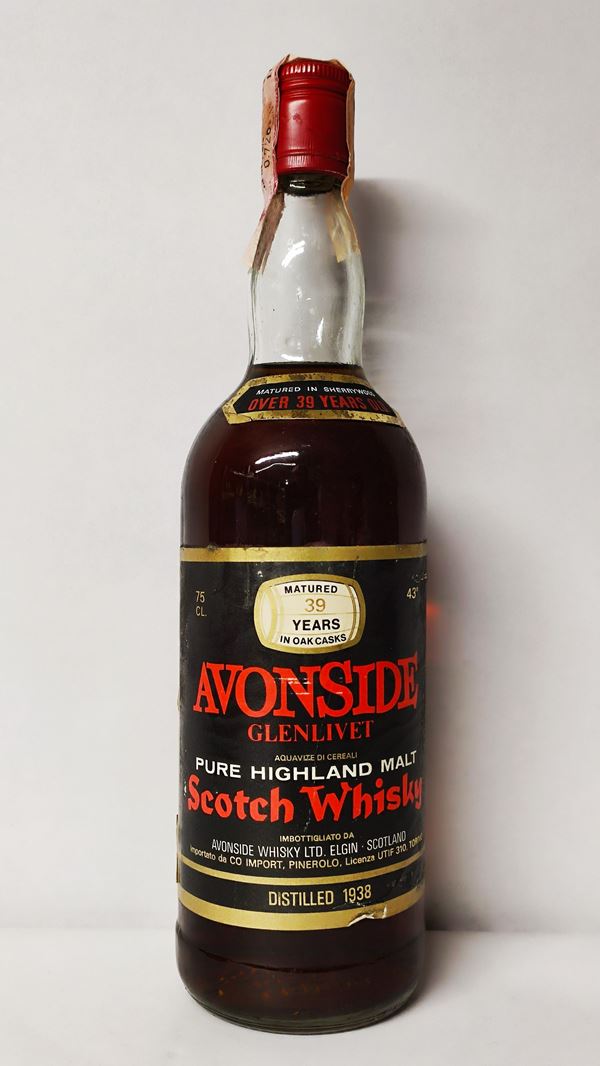 0726
MATURED IN SHERRYWOOD
OVER 39 YEARS OLD
75
CL.
43°
MATURED
39
YEARS
IN OAK CASKS
AVONSIDE
GLENLIVET
AQUAVIZE DI CEREALI
PURE HIGHLAND MALT
Scotch Whisky
IMBOTTIGLIATO DA
AVONSIDE WHISKY LTD. ELGIN · SCOTLAND
Importato da CO IMPORT, PINEROLO, Licenza UTIF 310,
DISTILLED 1938